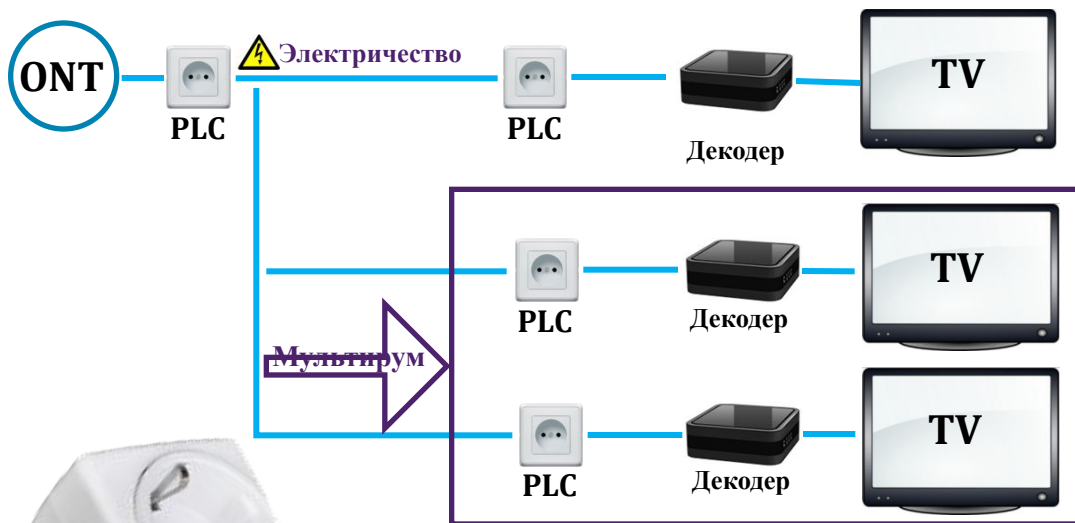 ONT
Электричество
TV
PLC
PLC
Декодер
TV
PLC
Декодер
Мультирум
TV
PLC
Декодер